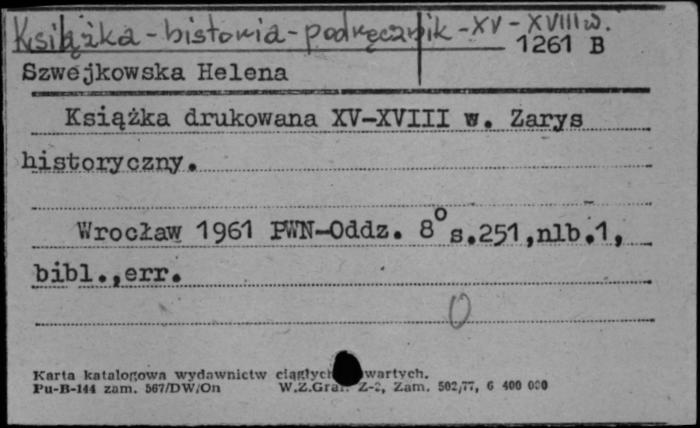 Książka - historia - podręcznik - XV - XVIII w.
1261 B
Szwejkowska Helena
Książka drukowana XV-XVIII w. Zarys
historyczny.
Wrocław 1961 PWN-Oddz. 8° s.251,nlb.1,
bibl.,err.
0
Karta katalogowa wydawnictw
Pu-B-144 zam. 567/DW/On W.Z.Graf. Z-2, Zam. 502/77, 6 400 000